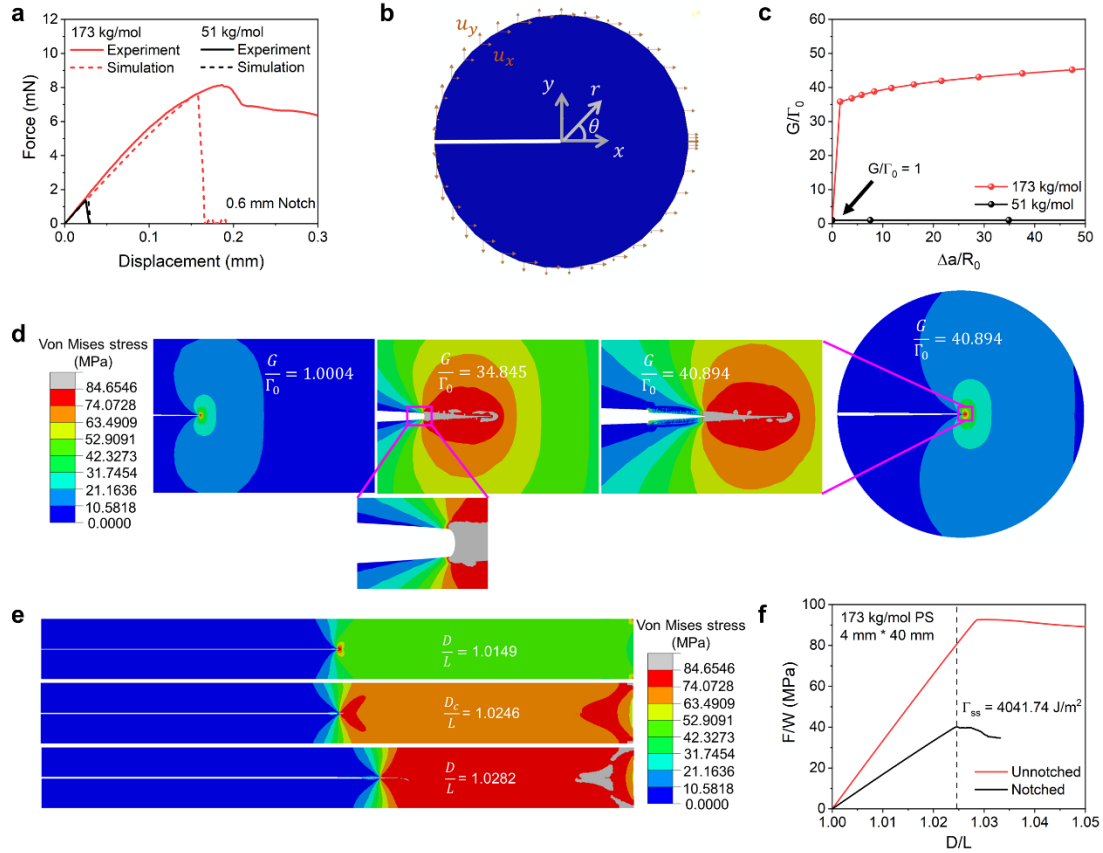 a
12
10
8
6
4
2
0
Force (mN)
173 kg/mol 51 kg/mol
Experiment Experiment
Simulation Simulation
0.6 mm Notch
0.0 0.1 0.2 0.3
Displacement (mm)
b
u_y
u_x
y
r
θ
x
c
60
50
40
30
20
10
0
G/Γ₀
G/Γ₀ = 1
173 kg/mol
51 kg/mol
0 10 20 30 40 50
Δa/R₀
d
Von Mises stress
(MPa)
84.6546
74.0728
63.4909
52.9091
42.3273
31.7454
21.1636
10.5818
0.0000
G/Γ₀ = 1.0004
G/Γ₀ = 34.845
G/Γ₀ = 40.894
G/Γ₀ = 40.894
e
D/L = 1.0149
D_c/L = 1.0246
D/L = 1.0282
Von Mises stress
(MPa)
84.6546
74.0728
63.4909
52.9091
42.3273
31.7454
21.1636
10.5818
0.0000
f
100
80
60
40
20
0
F/W (MPa)
173 kg/mol PS
4 mm * 40 mm
Γss = 4041.74 J/m²
Unnotched
Notched
1.00 1.01 1.02 1.03 1.04 1.05
D/L